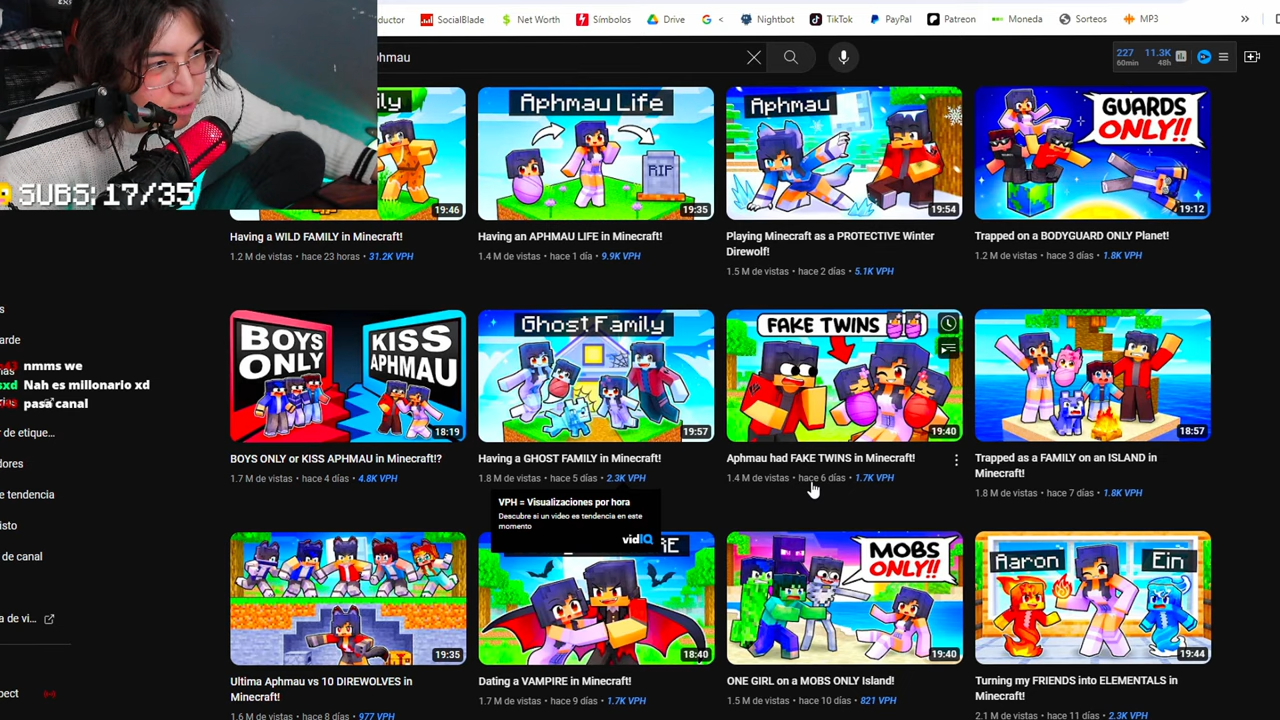 ductor SocialBlade Net Worth Símbolos Drive < Nightbot TikTok PayPal Patreon Moneda Sorteos MP3 »
phmau
227 11.3K
60min 48h
SUBS: 17/35
ily
19:46
Aphmau Life
RIP
19:35
Aphmau
19:54
GUARDS
ONLY!!
19:12
Having a WILD FAMILY in Minecraft!
1.2 M de vistas • hace 23 horas • 31.2K VPH
Having an APHMAU LIFE in Minecraft!
1.4 M de vistas • hace 1 día • 9.9K VPH
Playing Minecraft as a PROTECTIVE Winter
Direwolf!
1.5 M de vistas • hace 2 días • 5.1K VPH
Trapped on a BODYGUARD ONLY Planet!
1.2 M de vistas • hace 3 días • 1.8K VPH
s
arde
nmms we
sxd Nah es millonario xd
pasa canal
r de etique...
dores
e tendencia
isto
de canal
a de vi...
pect
BOYS
ONLY
KISS
APHMAU
18:19
Ghost Family
19:57
FAKE TWINS
19:40
18:57
BOYS ONLY or KISS APHMAU in Minecraft!?
1.7 M de vistas • hace 4 días • 4.8K VPH
Having a GHOST FAMILY in Minecraft!
1.8 M de vistas • hace 5 días • 2.3K VPH
Aphmau had FAKE TWINS in Minecraft!
1.4 M de vistas • hace 6 días • 1.7K VPH
Trapped as a FAMILY on an ISLAND in
Minecraft!
1.8 M de vistas • hace 7 días • 1.8K VPH
VPH = Visualizaciones por hora
Descubre si un video es tendencia en este
momento
vidIQ
19:35
RE
18:40
MOBS
ONLY!!
19:40
Aaron
Ein
19:44
Ultima Aphmau vs 10 DIREWOLVES in
Minecraft!
1.6 M de vistas • hace 8 días • 977 VPH
Dating a VAMPIRE in Minecraft!
1.7 M de vistas • hace 9 días • 1.7K VPH
ONE GIRL on a MOBS ONLY Island!
1.5 M de vistas • hace 10 días • 821 VPH
Turning my FRIENDS into ELEMENTALS in
Minecraft!
2.1 M de vistas • hace 11 días • 2.3K VPH